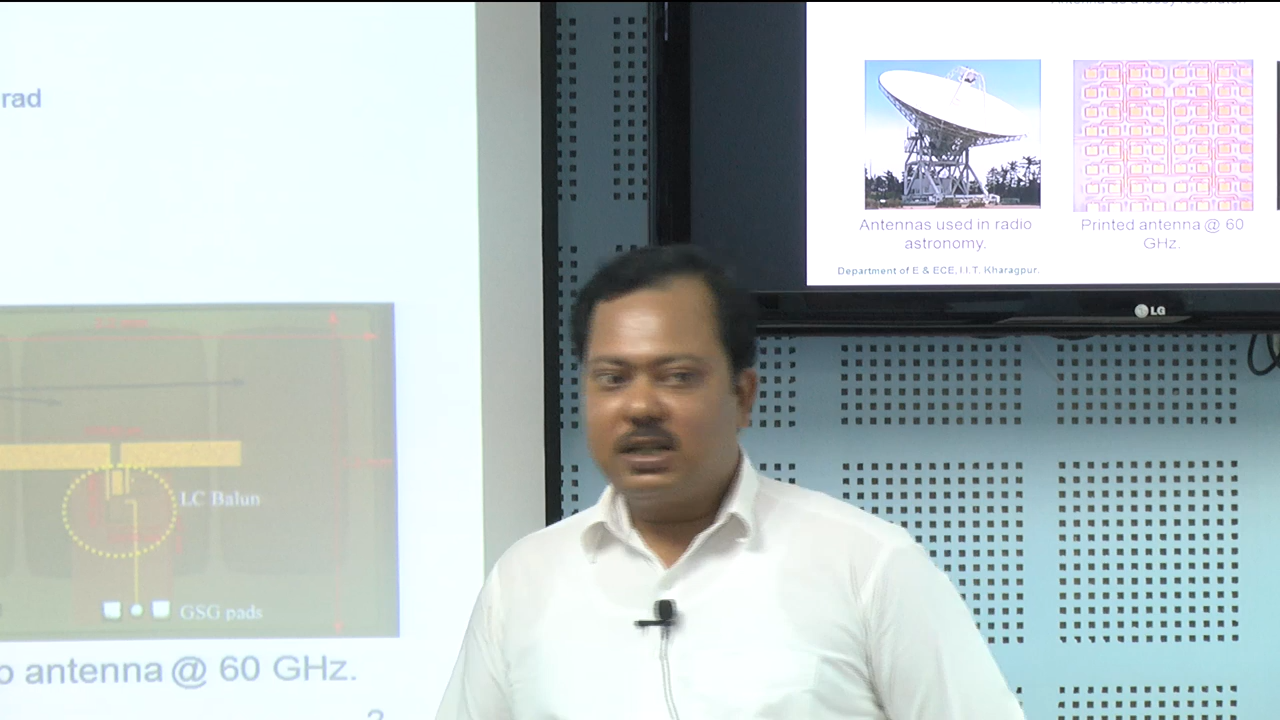 rad
LC Balun
GSG pads
antenna @ 60 GHz.
Antennas used in radio
astronomy.
Printed antenna @ 60
GHz.
Department of E & ECE, I I.T. Kharagpur.
LG